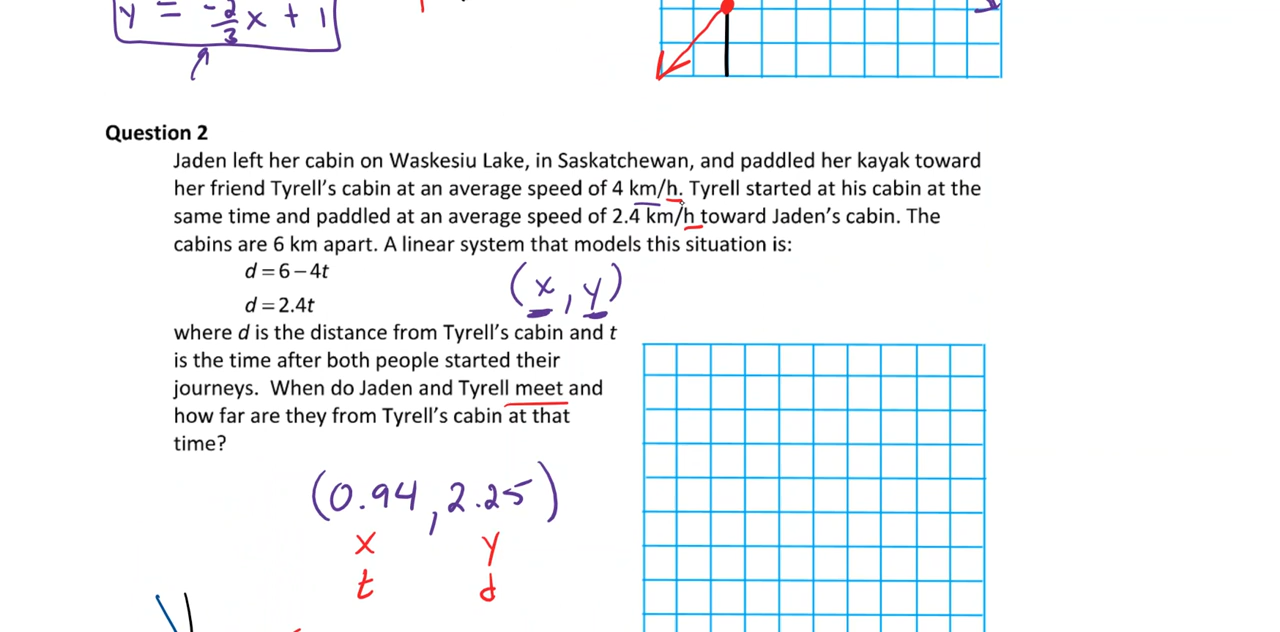 y = -2/3 x + 1
Question 2
Jaden left her cabin on Waskesiu Lake, in Saskatchewan, and paddled her kayak toward
her friend Tyrell’s cabin at an average speed of 4 km/h. Tyrell started at his cabin at the
same time and paddled at an average speed of 2.4 km/h toward Jaden’s cabin. The
cabins are 6 km apart. A linear system that models this situation is:
d = 6 – 4t
d = 2.4t
(x, y)
where d is the distance from Tyrell’s cabin and t
is the time after both people started their
journeys. When do Jaden and Tyrell meet and
how far are they from Tyrell’s cabin at that
time?
(0.94, 2.25)
x y
t d